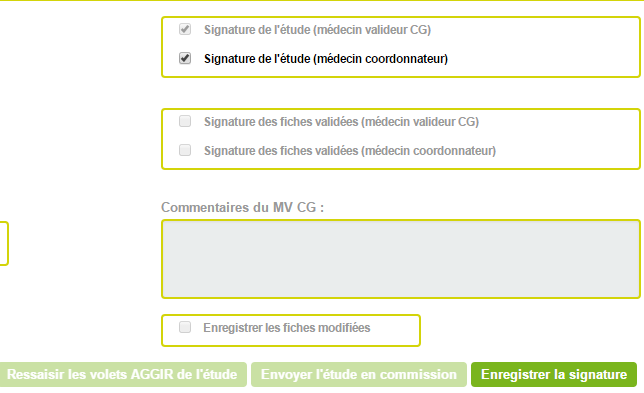 Signature de l'étude (médecin valideur CG)
Signature de l'étude (médecin coordonnateur)
Signature des fiches validées (médecin valideur CG)
Signature des fiches validées (médecin coordonnateur)
Commentaires du MV CG :
Enregistrer les fiches modifiées
Ressaisir les volets AGGIR de l'étude Envoyer l'étude en commission Enregistrer la signature